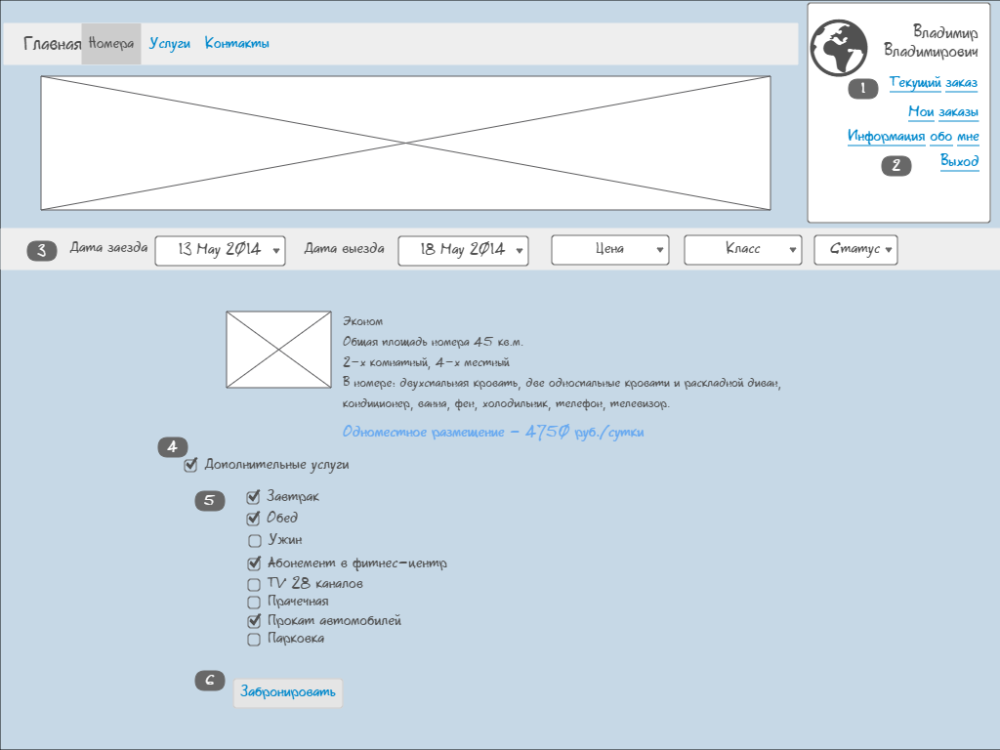 Главная Номера Услуги Контакты
Владимир
Владимирович
1 Текущий заказ
Мои заказы
Информация обо мне
2 Выход
3 Дата заезда 13 May 2014 Дата выезда 18 May 2014 Цена Класс Статус
Эконом
Общая площадь номера 45 кв.м.
2-х комнатный, 4-х местный
В номере: двухспальная кровать, две односпальные кровати и раскладной диван,
кондиционер, ванна, фен, холодильник, телефон, телевизор.
Одноместное размещение - 4750 руб./сутки
4
Дополнительные услуги
5 Завтрак
Обед
Ужин
Абонемент в фитнес-центр
TV 28 каналов
Прачечная
Прокат автомобилей
Парковка
6 Забронировать